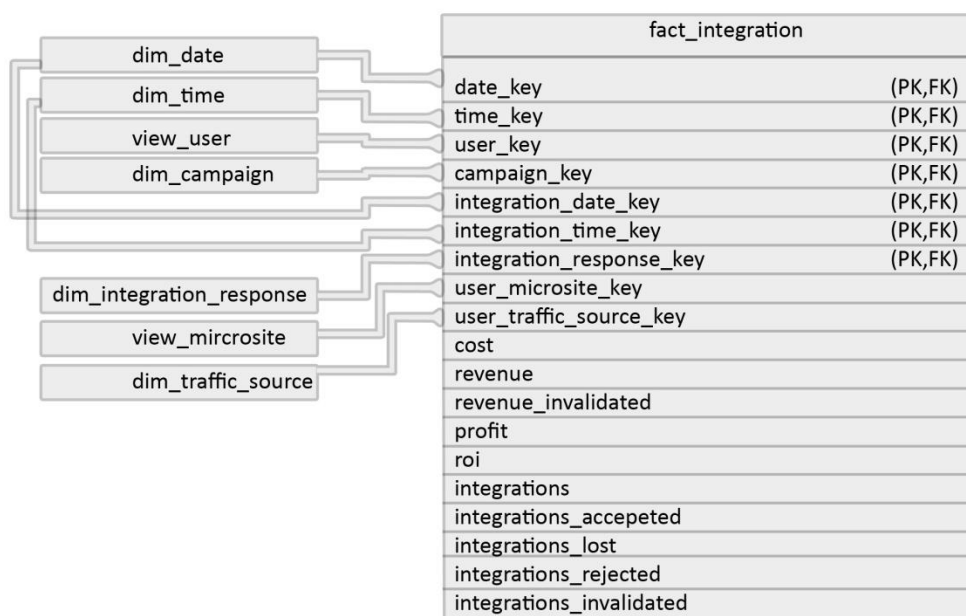 fact_integration
dim_date
dim_time
view_user
dim_campaign
dim_integration_response
view_mircrosite
dim_traffic_source
date_key (PK,FK)
time_key (PK,FK)
user_key (PK,FK)
campaign_key (PK,FK)
integration_date_key (PK,FK)
integration_time_key (PK,FK)
integration_response_key (PK,FK)
user_microsite_key
user_traffic_source_key
cost
revenue
revenue_invalidated
profit
roi
integrations
integrations_accepeted
integrations_lost
integrations_rejected
integrations_invalidated